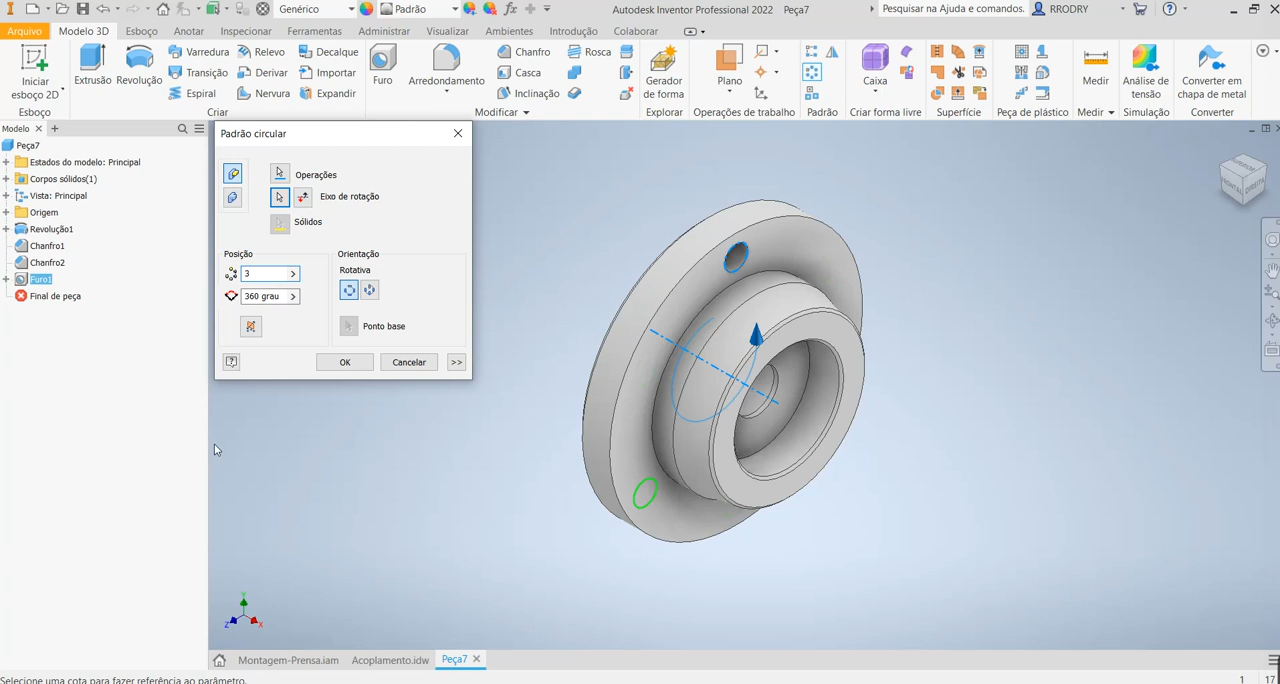 Genérico
Padrão
fx
Autodesk Inventor Professional 2022 Peça7
Pesquisar na Ajuda e comandos.
RRODRY
Arquivo Modelo 3D Esboço Anotar Inspecionar Ferramentas Administrar Visualizar Ambientes Introdução Colaborar
Iniciar
esboço 2D
Extrusão
Revolução
Varredura
Relevo
Decalque
Transição
Derivar
Importar
Espiral
Nervura
Expandir
Furo
Arredondamento
Chanfro
Rosca
Casca
Inclinação
Gerador
de forma
Plano
Caixa
Medir
Análise de
tensão
Converter em
chapa de metal
Esboço
Criar
Modificar
Explorar
Operações de trabalho
Padrão
Criar forma livre
Superfície
Peça de plástico
Medir
Simulação
Converter
Modelo
Peça7
Estados do modelo: Principal
Corpos sólidos(1)
Vista: Principal
Origem
Revolução1
Chanfro1
Chanfro2
Furo1
Final de peça
Padrão circular
Operações
Eixo de rotação
Sólidos
Posição
3
360 grau
Orientação
Rotativa
Ponto base
OK
Cancelar
>>
FRONTAL
DIREITA
Z
Y
X
Montagem-Prensa.iam
Acoplamento.idw
Peça7
Selecione uma cota para fazer referência ao parâmetro.
1
17